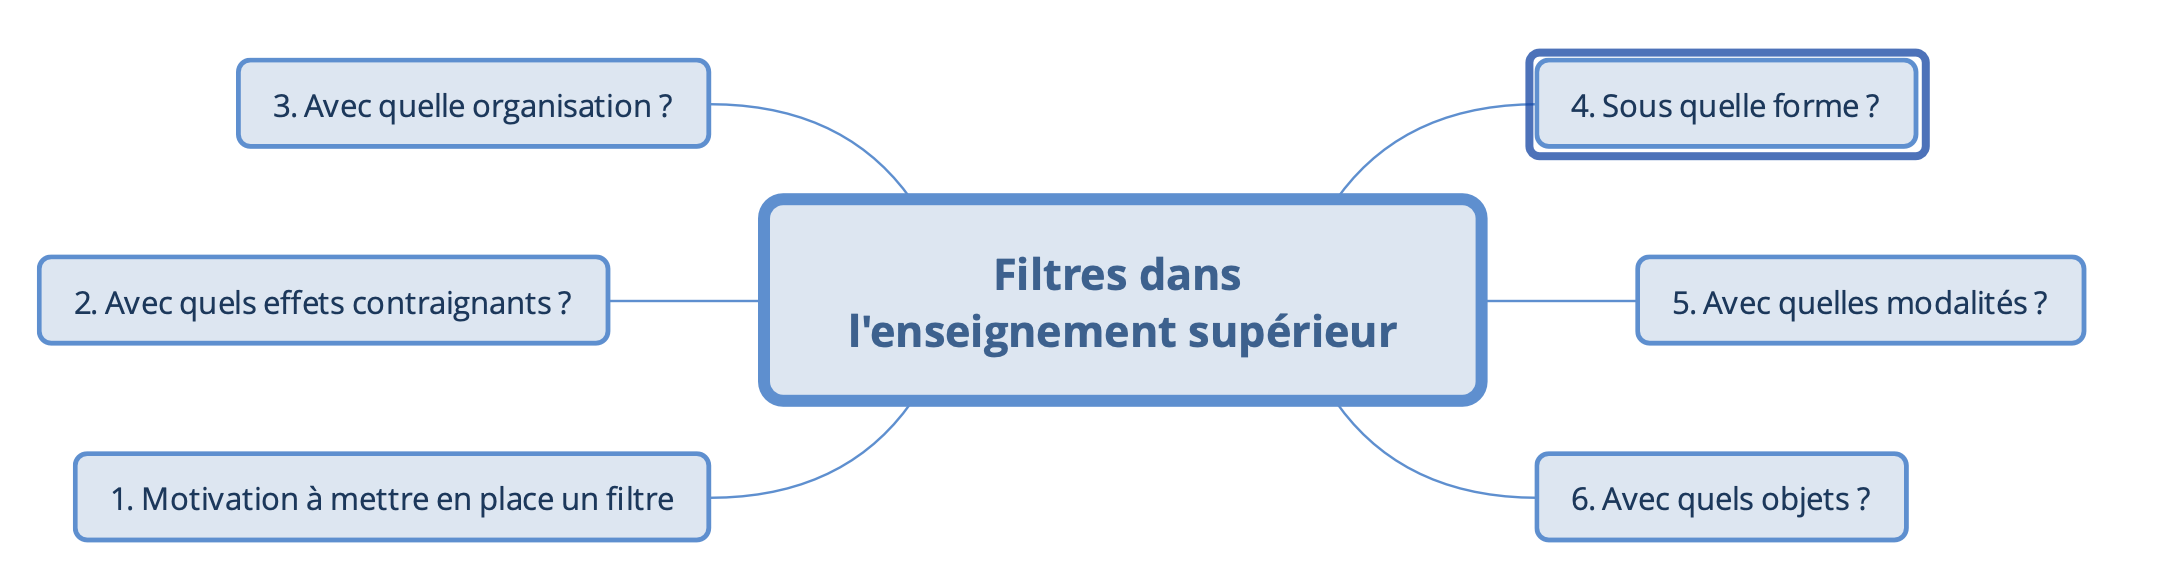 3. Avec quelle organisation ?
4. Sous quelle forme ?
Filtres dans
l'enseignement supérieur
2. Avec quels effets contraignants ?
5. Avec quelles modalités ?
1. Motivation à mettre en place un filtre
6. Avec quels objets ?